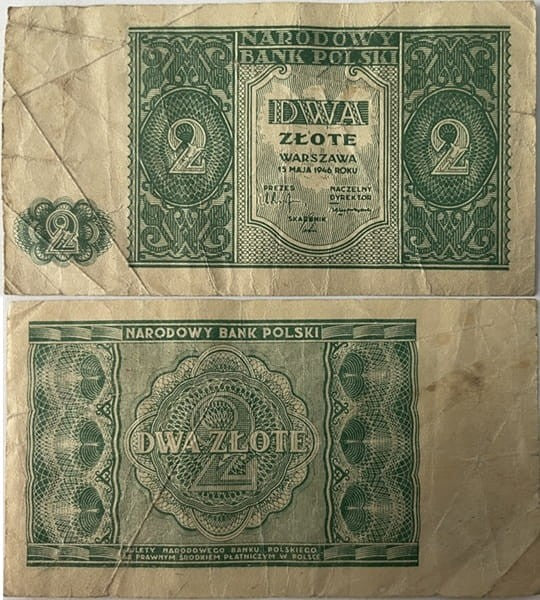 NARODOWY
BANK POLSKI
2
DWA
2
ZŁOTE
WARSZAWA
15 MAJA 1946 ROKU
PREZES
NACZELNY
DYREKTOR
SKARBNIK
2
NARODOWY BANK POLSKI
2
DWA ZŁOTE
BILETY NARODOWEGO BANKU POLSKIEGO
SĄ PRAWNYM ŚRODKIEM PŁATNICZYM W POLSCE